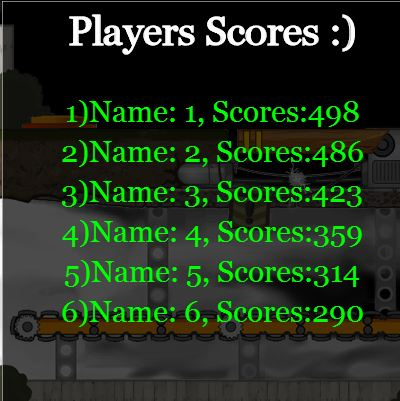 Players Scores :)
1)Name: 1, Scores:498
2)Name: 2, Scores:486
3)Name: 3, Scores:423
4)Name: 4, Scores:359
5)Name: 5, Scores:314
6)Name: 6, Scores:290